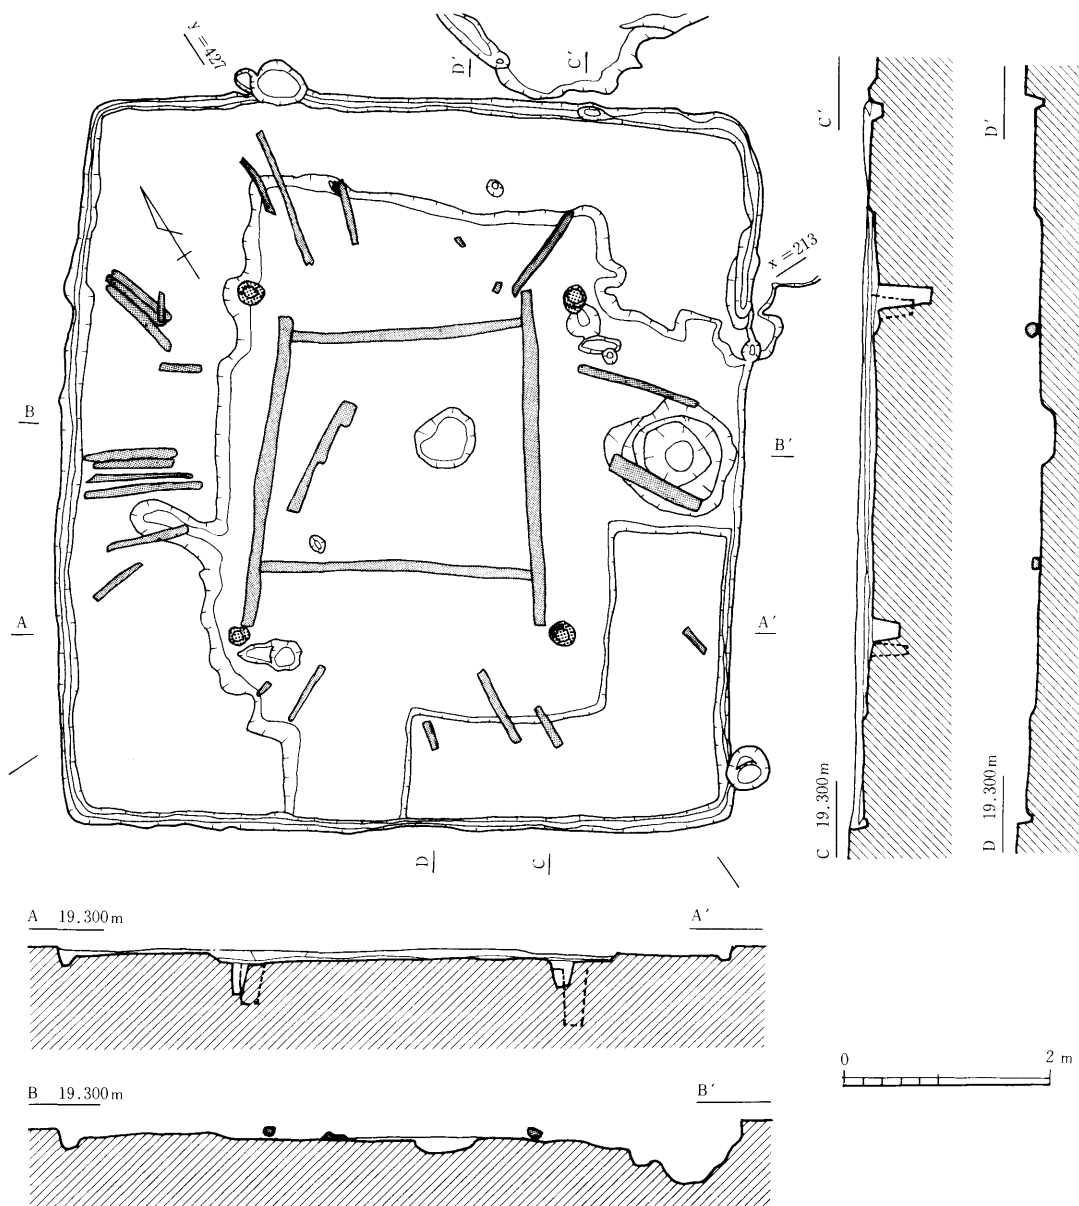 y=427
D′
C′
x=213
B
B′
A
A′
D
C
C′
C 19.300m
D′
D 19.300m
A 19.300m
A′
B 19.300m
B′
0
2 m